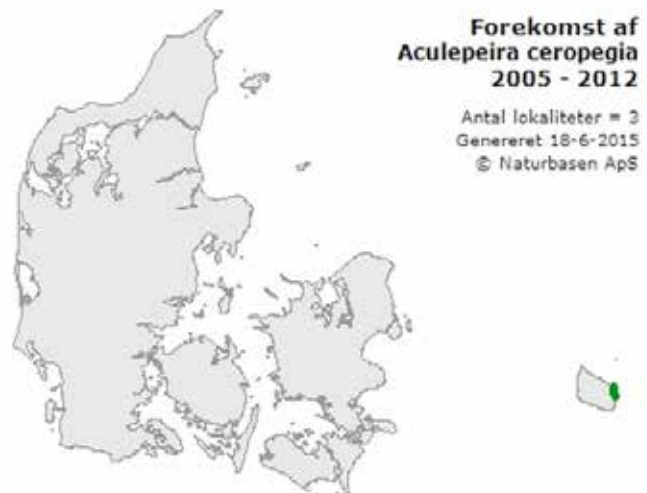 Forekomst af
Aculepeira ceropegia
2005 - 2012
Antal lokaliteter = 3
Genereret 18-6-2015
© Naturbasen ApS